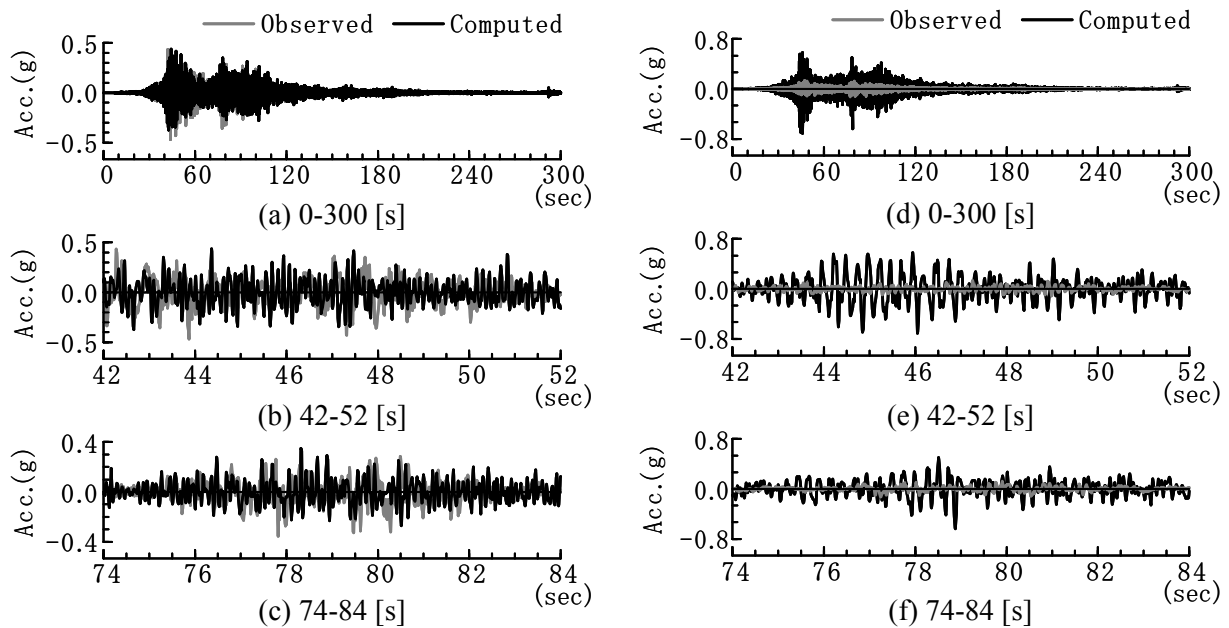 Observed Computed
0.5
0.0
-0.5
Acc.(g)
0 60 120 180 240 300
(sec)
(a) 0-300 [s]
0.5
0.0
-0.5
Acc.(g)
42 44 46 48 50 52
(sec)
(b) 42-52 [s]
0.4
0.0
-0.4
Acc.(g)
74 76 78 80 82 84
(sec)
(c) 74-84 [s]
Observed Computed
0.8
0.0
-0.8
Acc.(g)
0 60 120 180 240 300
(sec)
(d) 0-300 [s]
0.8
0.0
-0.8
Acc.(g)
42 44 46 48 50 52
(sec)
(e) 42-52 [s]
0.8
0.0
-0.8
Acc.(g)
74 76 78 80 82 84
(sec)
(f) 74-84 [s]